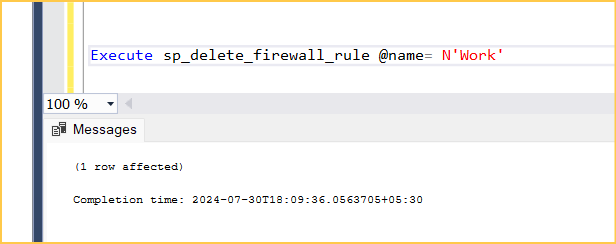 Execute sp_delete_firewall_rule @name= N'Work'
100 %
Messages
(1 row affected)
Completion time: 2024-07-30T18:09:36.0563705+05:30